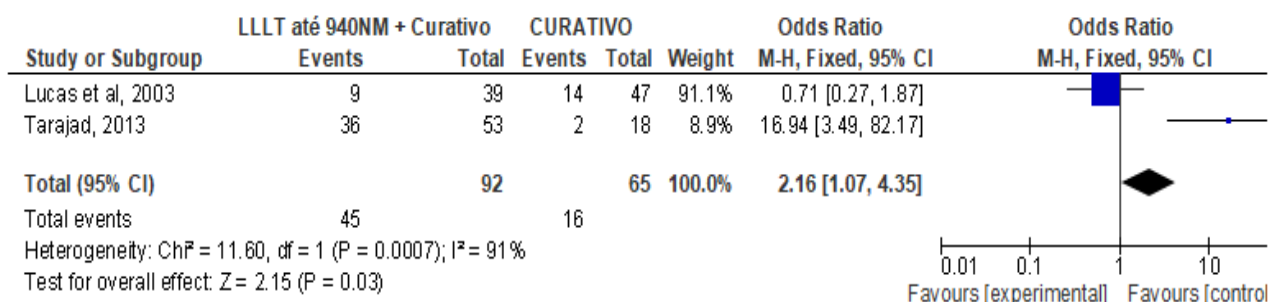 LLLT até 940NM + Curativo CURATIVO Odds Ratio Odds Ratio
Study or Subgroup Events Total Events Total Weight M-H, Fixed, 95% CI M-H, Fixed, 95% CI
Lucas et al, 2003 9 39 14 47 91.1% 0.71 [0.27, 1.87]
Tarajad, 2013 36 53 2 18 8.9% 16.94 [3.49, 82.17]
Total (95% CI) 92 65 100.0% 2.16 [1.07, 4.35]
Total events 45 16
Heterogeneity: Chi² = 11.60, df = 1 (P = 0.0007); I² = 91%
Test for overall effect: Z = 2.15 (P = 0.03)
0.01 0.1 1 10
Favours [experimental] Favours [control